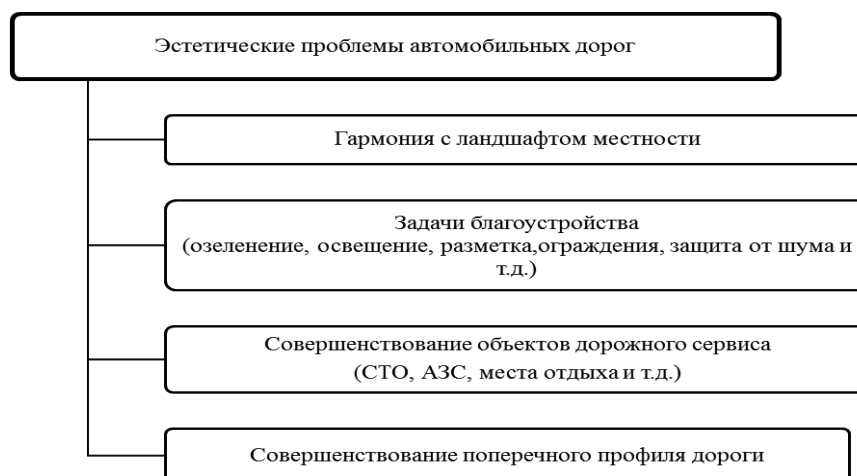 Эстетические проблемы автомобильных дорог
Гармония с ландшафтом местности
Задачи благоустройства
(озеленение, освещение, разметка,ограждения, защита от шума и
т.д.)
Совершенствование объектов дорожного сервиса
(СТО, АЗС, места отдыха и т.д.)
Совершенствование поперечного профиля дороги